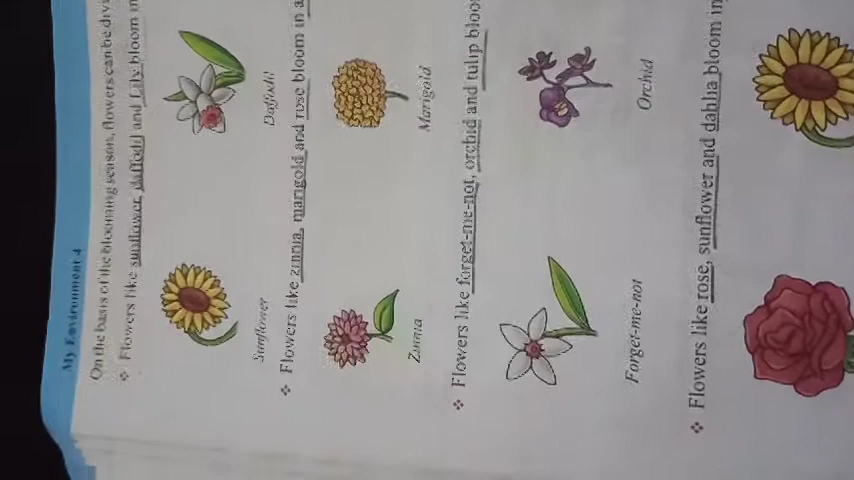 My Environment 4
On the basis of the blooming season, flowers can be
Flowers like sunflower, daffodil and Lily bloom in
Sunflower Daffodil
Flowers like zinnia, marigold and rose bloom in
Zinnia Marigold
Flowers like forget-me-not, orchid and tulip
Forget-me-not Orchid
Flowers like rose, sunflower and dahlia bloom in